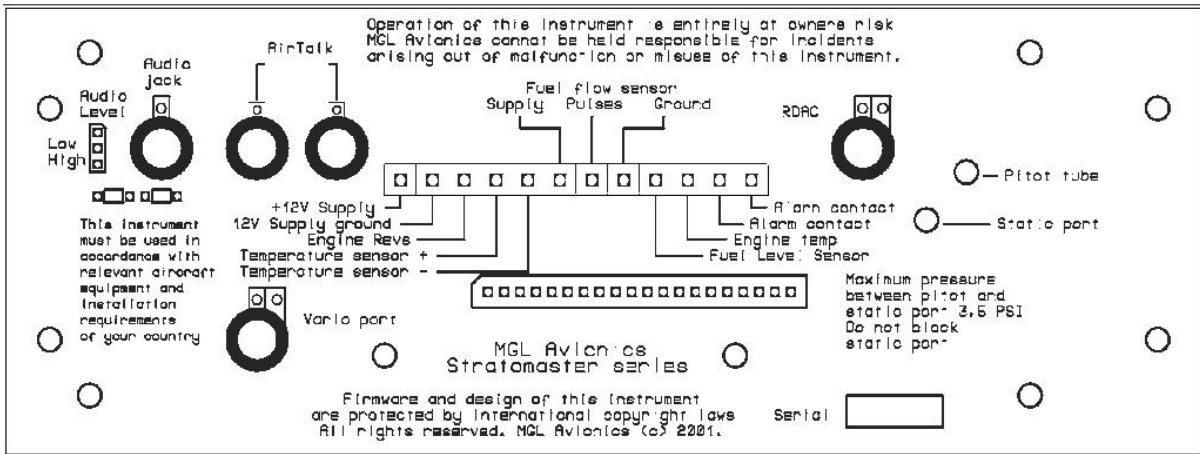 Operation of this instrument is entirely at owners risk
MGL Avionics cannot be held responsible for incidents
arising out of malfunction or misuse of this instrument.
AirTalk
Audio
jack
Audio
Level
Low
High
Fuel flow sensor
Supply Pulses Ground
RDAC
Pitot tube
Static port
+12V Supply
12V Supply ground
Engine Revs
Temperature sensor +
Temperature sensor -
Alarm contact
Alarm contact
Engine temp
Fuel Level Sensor
This instrument
must be used in
accordance with
relevant aircraft
equipment and
installation
requirements
of your country
Vario port
Maximum pressure
between pitot and
static port 3.6 PSI
Do not block
static port
MGL Avionics
Stratomaster series
Firmware and design of this instrument
are protected by international copyright laws
All rights reserved. MGL Avionics (c) 2001.
Serial